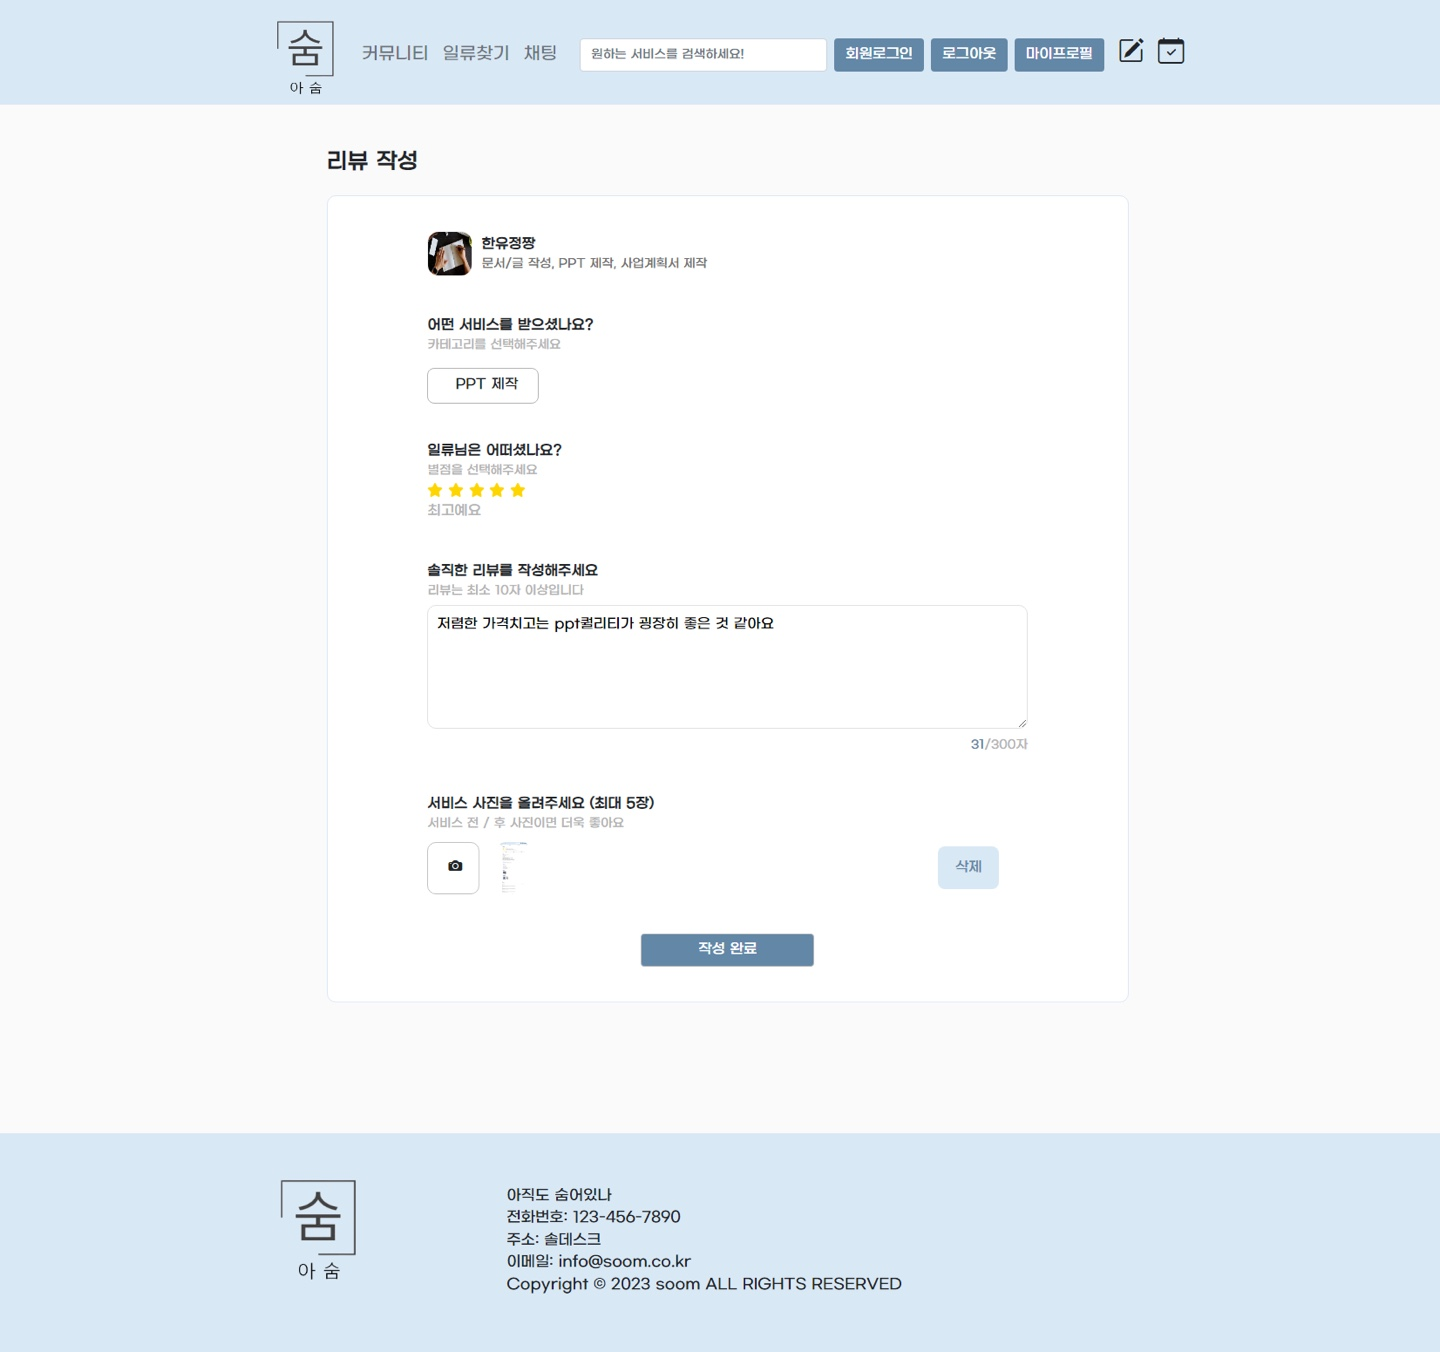 숨
아 숨
커뮤니티 일류찾기 채팅 원하는 서비스를 검색하세요! 회원로그인 로그아웃 마이프로필
리뷰 작성
한유정짱
문서/글 작성, PPT 제작, 사업계획서 제작
어떤 서비스를 받으셨나요?
카테고리를 선택해주세요
PPT 제작
일류님은 어떠셨나요?
별점을 선택해주세요
최고예요
솔직한 리뷰를 작성해주세요
리뷰는 최소 10자 이상입니다
저렴한 가격치고는 ppt퀄리티가 굉장히 좋은 것 같아요
31/300자
서비스 사진을 올려주세요 (최대 5장)
서비스 전 / 후 사진이면 더욱 좋아요
삭제
작성 완료
숨
아 숨
아직도 숨어있나
전화번호: 123-456-7890
주소: 솔데스크
이메일: info@soom.co.kr
Copyright © 2023 soom ALL RIGHTS RESERVED